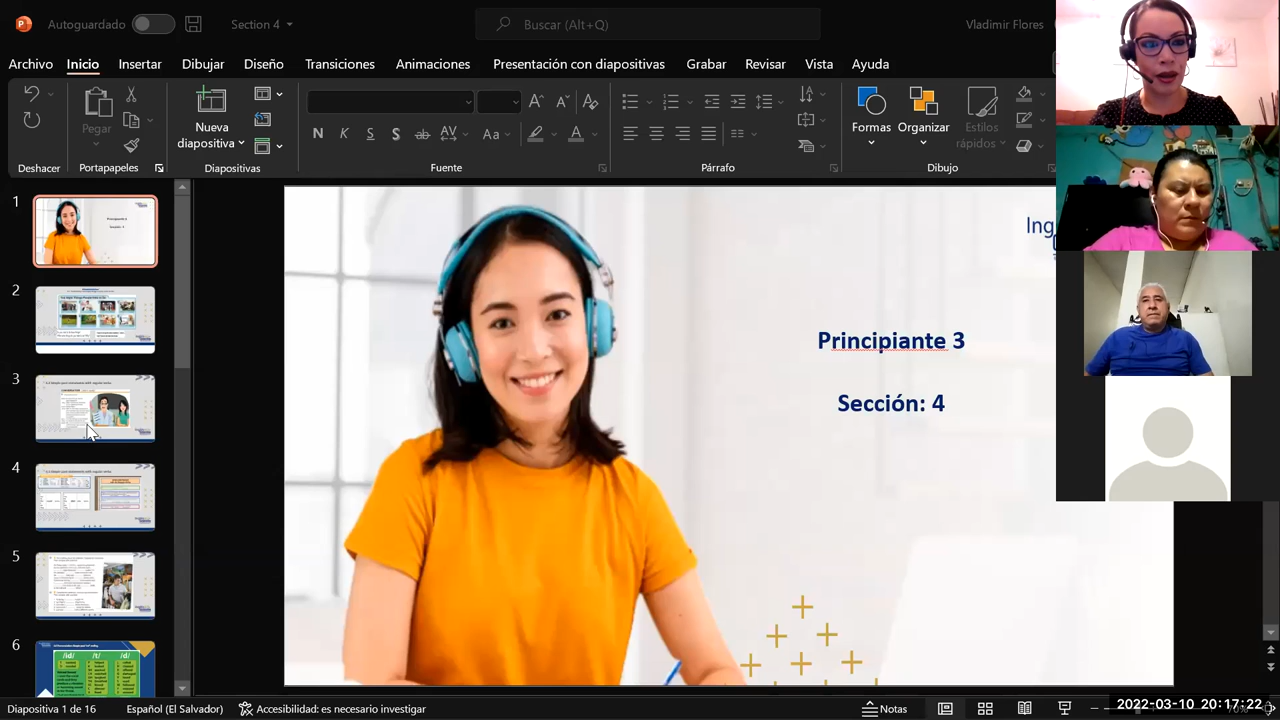 Autoguardado
Section 4
Buscar (Alt+Q)
Vladimir Flores
Archivo Inicio Insertar Dibujar Diseño Transiciones Animaciones Presentación con diapositivas Grabar Revisar Vista Ayuda
Pegar
Nueva diapositiva
N K S S ab AV Aa A
Formas Organizar Estilos rápidos
Deshacer Portapapeles Diapositivas Fuente Párrafo Dibujo
1
2
3
4
5
6
/id/ /t/ /d/
Ing
Principiante 3
Sección: 4
Diapositiva 1 de 16 Español (El Salvador) Accesibilidad: es necesario investigar Notas
2022-03-10 20:17:22